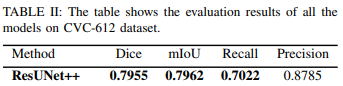 TABLE II: The table shows the evaluation results of all the
models on CVC-612 dataset.
Method Dice mIoU Recall Precision
ResUNet++ 0.7955 0.7962 0.7022 0.8785